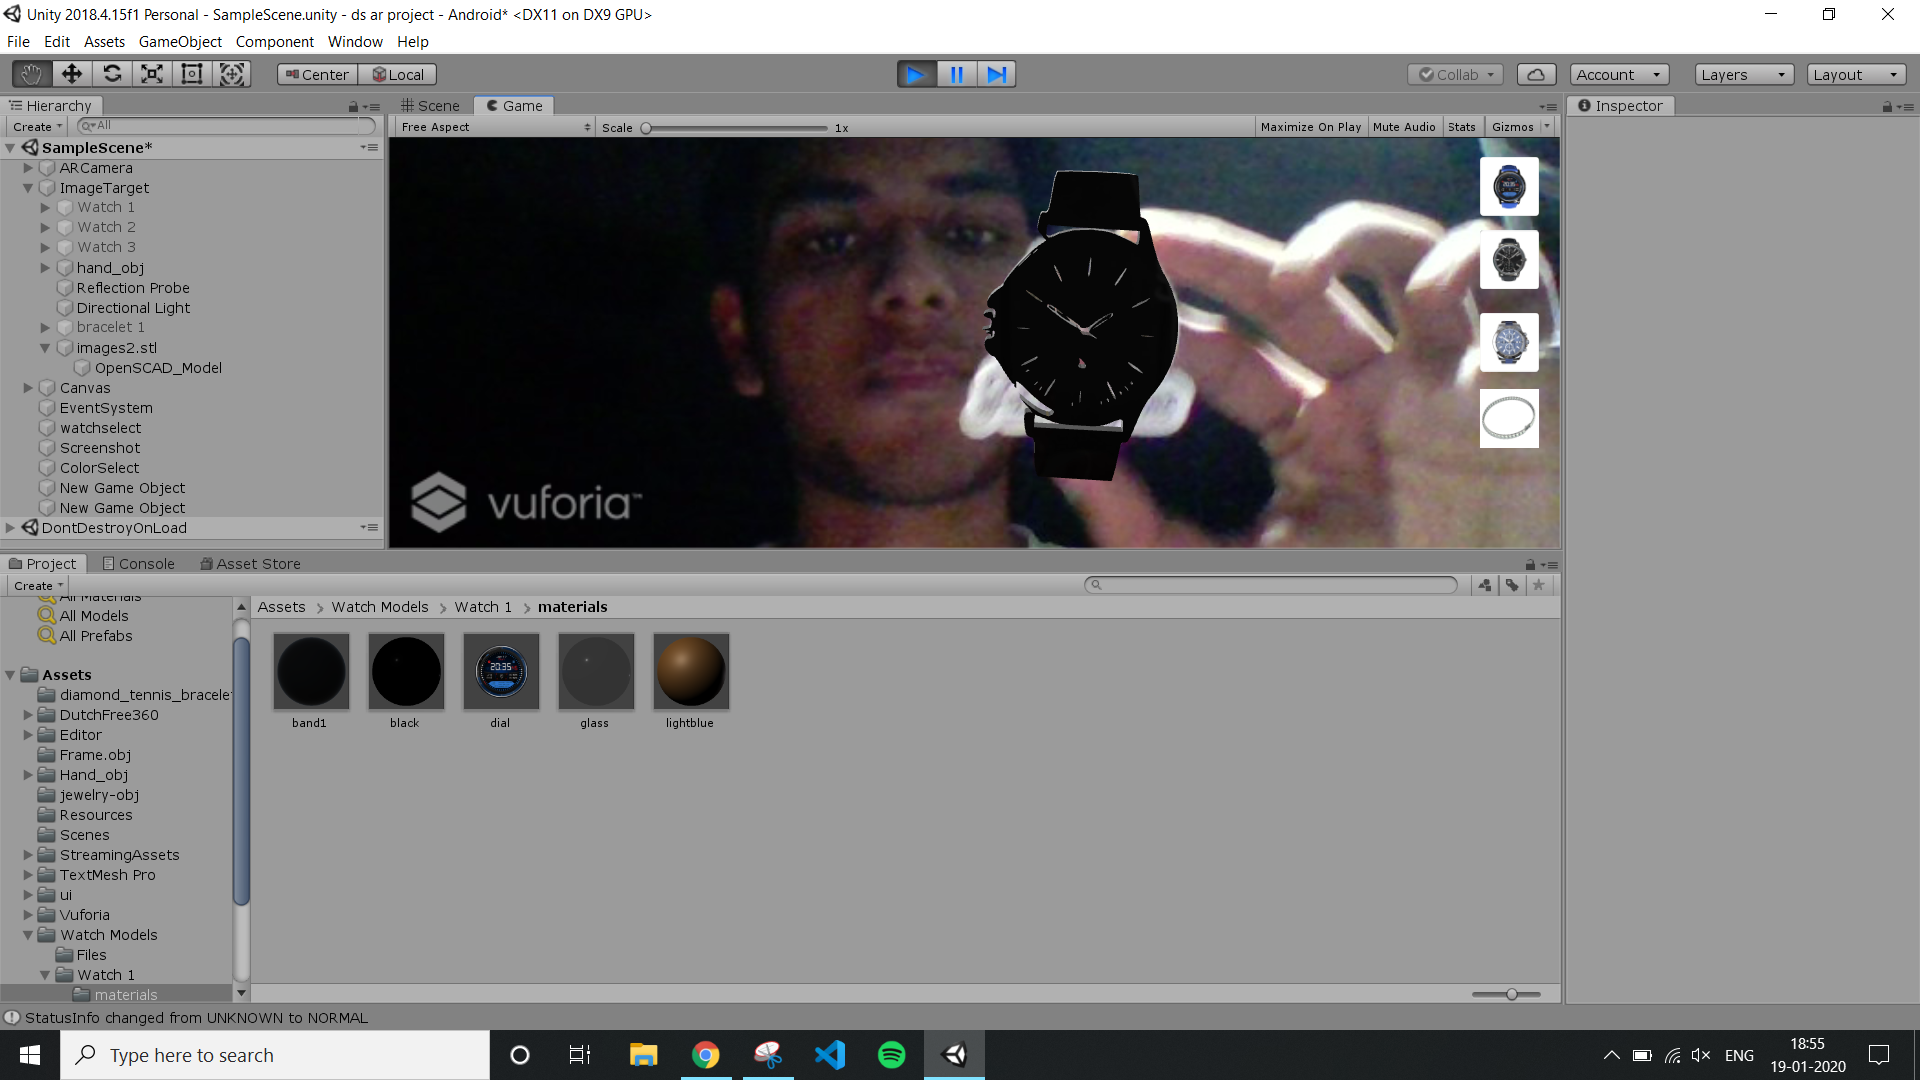 Unity 2018.4.15f1 Personal - SampleScene.unity - ds ar project - Android* <DX11 on DX9 GPU>
File Edit Assets GameObject Component Window Help
Center Local Collab Account Layers Layout
Hierarchy
Create All
SampleScene*
ARCamera
ImageTarget
Watch 1
Watch 2
Watch 3
hand_obj
Reflection Probe
Directional Light
bracelet 1
images2.stl
OpenSCAD_Model
Canvas
EventSystem
watchselect
Screenshot
ColorSelect
New Game Object
New Game Object
DontDestroyOnLoad
Scene Game
Free Aspect Scale 1x Maximize On Play Mute Audio Stats Gizmos
vuforia™
Inspector
Project Console Asset Store
Create
All Materials
All Models
All Prefabs
Assets
diamond_tennis_bracelet
DutchFree360
Editor
Frame.obj
Hand_obj
jewelry-obj
Resources
Scenes
StreamingAssets
TextMesh Pro
ui
Vuforia
Watch Models
Files
Watch 1
materials
Assets Watch Models Watch 1 materials
20:35
band1 black dial glass lightblue
StatusInfo changed from UNKNOWN to NORMAL
Type here to search
ENG
18:55
19-01-2020